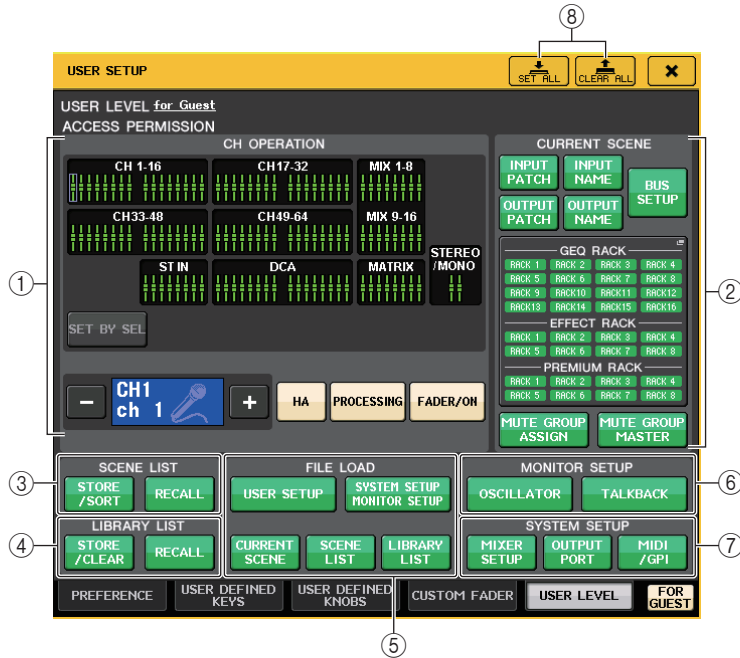 ⑧
USER SETUP
SET ALL
CLEAR ALL
USER LEVEL for Guest
ACCESS PERMISSION
CH OPERATION
CH 1-16
CH17-32
MIX 1-8
CH33-48
CH49-64
MIX 9-16
ST IN
DCA
MATRIX
STEREO
/MONO
SET BY SEL
①
CH1
ch 1
HA
PROCESSING
FADER/ON
CURRENT SCENE
INPUT
PATCH
INPUT
NAME
BUS
SETUP
OUTPUT
PATCH
OUTPUT
NAME
GEQ RACK
RACK 1 RACK 2 RACK 3 RACK 4
RACK 5 RACK 6 RACK 7 RACK 8
RACK 9 RACK10 RACK11 RACK12
RACK13 RACK14 RACK15 RACK16
EFFECT RACK
RACK 1 RACK 2 RACK 3 RACK 4
RACK 5 RACK 6 RACK 7 RACK 8
PREMIUM RACK
RACK 1 RACK 2 RACK 3 RACK 4
RACK 5 RACK 6 RACK 7 RACK 8
MUTE GROUP
ASSIGN
MUTE GROUP
MASTER
②
③
SCENE LIST
STORE
/SORT
RECALL
④
LIBRARY LIST
STORE
/CLEAR
RECALL
FILE LOAD
USER SETUP
SYSTEM SETUP
MONITOR SETUP
CURRENT
SCENE
SCENE
LIST
LIBRARY
LIST
⑤
MONITOR SETUP
OSCILLATOR
TALKBACK
⑥
SYSTEM SETUP
MIXER
SETUP
OUTPUT
PORT
MIDI
/GPI
⑦
PREFERENCE
USER DEFINED
KEYS
USER DEFINED
KNOBS
CUSTOM FADER
USER LEVEL
FOR
GUEST